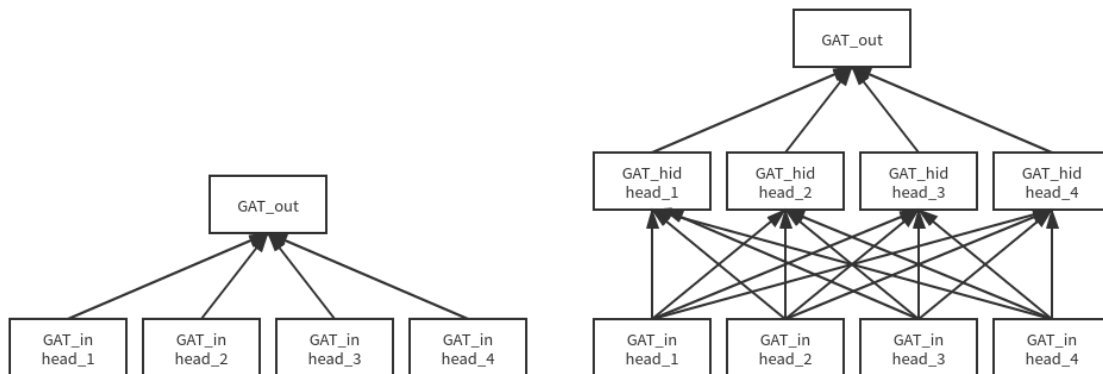 GAT_out
GAT_in
head_1
GAT_in
head_2
GAT_in
head_3
GAT_in
head_4
GAT_out
GAT_hid
head_1
GAT_hid
head_2
GAT_hid
head_3
GAT_hid
head_4
GAT_in
head_1
GAT_in
head_2
GAT_in
head_3
GAT_in
head_4